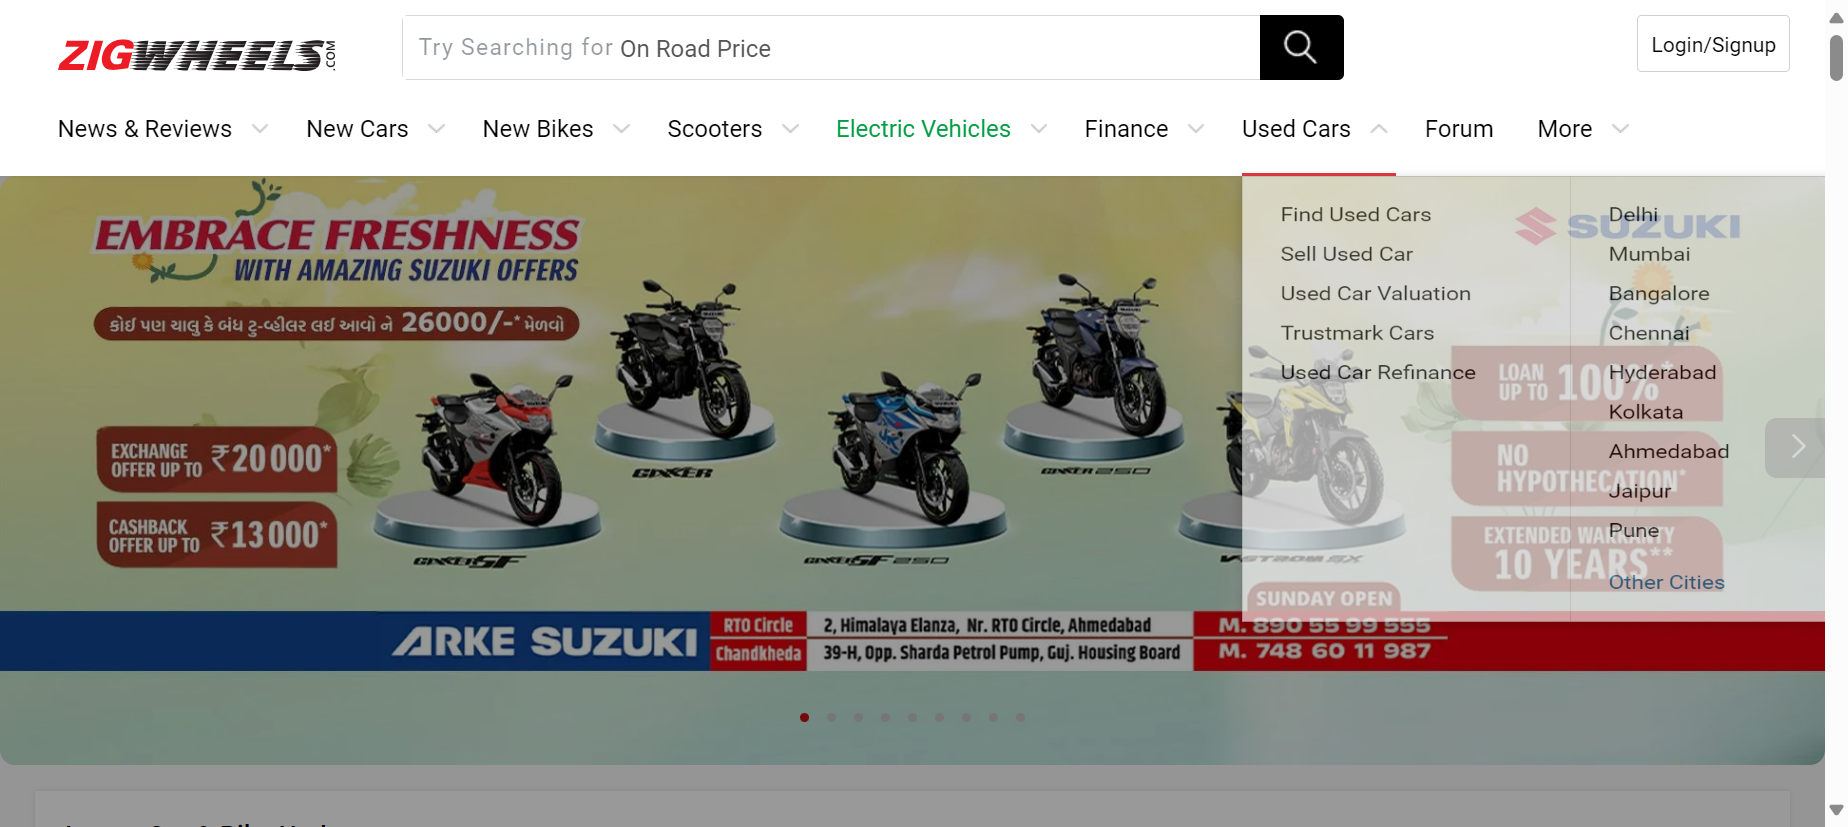 ZIGWHEELS.COM
Try Searching for On Road Price
Login/Signup
News & Reviews
New Cars
New Bikes
Scooters
Electric Vehicles
Finance
Used Cars
Forum
More
Find Used Cars
Sell Used Car
Used Car Valuation
Trustmark Cars
Used Car Refinance
Delhi
Mumbai
Bangalore
Chennai
Hyderabad
Kolkata
Ahmedabad
Jaipur
Pune
Other Cities
EMBRACE FRESHNESS
WITH AMAZING SUZUKI OFFERS
કોઈ પણ ચાલુ કે બંધ ટુ-વ્હીલર લઈ આવો ને 26000/-* મેળવો
EXCHANGE
OFFER UP TO ₹20000*
CASHBACK
OFFER UP TO ₹13000*
GIXXER SF
GIXXER
GIXXER SF 250
GIXXER 250
V-STROM SX
SUZUKI
LOAN
UP TO 100%*
NO
HYPOTHECATION*
EXTENDED WARRANTY
10 YEARS**
SUNDAY OPEN
ARKE SUZUKI
RTO Circle
2, Himalaya Elanza, Nr. RTO Circle, Ahmedabad
M. 890 55 99 555
Chandkheda
39-H, Opp. Sharda Petrol Pump, Guj. Housing Board
M. 748 60 11 987